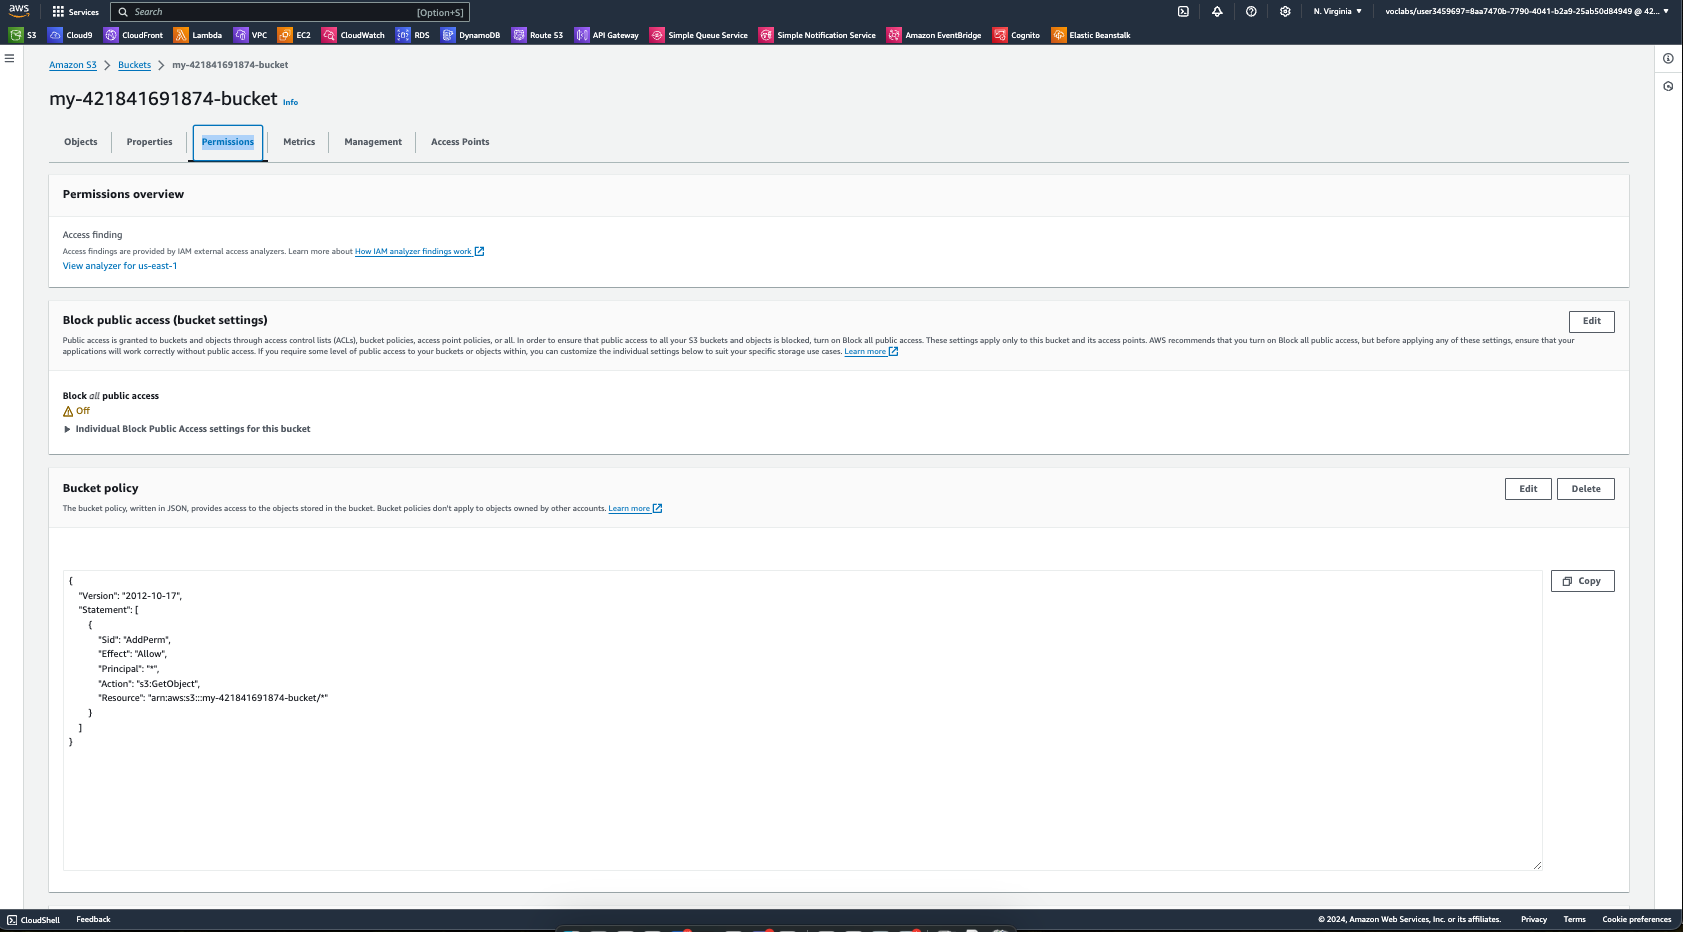 aws
Services
Search
[Option+S]
N. Virginia ▼
voclabs/user3459697=8aa7470b-7790-4041-b2a9-25ab50d84949 @ 42... ▼
S3
Cloud9
CloudFront
Lambda
VPC
EC2
CloudWatch
RDS
DynamoDB
Route 53
API Gateway
Simple Queue Service
Simple Notification Service
Amazon EventBridge
Cognito
Elastic Beanstalk
Amazon S3 > Buckets > my-421841691874-bucket
my-421841691874-bucket Info
Objects
Properties
Permissions
Metrics
Management
Access Points
Permissions overview
Access finding
Access findings are provided by IAM external access analyzers. Learn more about How IAM analyzer findings work
View analyzer for us-east-1
Block public access (bucket settings)
Edit
Public access is granted to buckets and objects through access control lists (ACLs), bucket policies, access point policies, or all. In order to ensure that public access to all your S3 buckets and objects is blocked, turn on Block all public access. These settings apply only to this bucket and its access points. AWS recommends that you turn on Block all public access, but before applying any of these settings, ensure that your
applications will work correctly without public access. If you require some level of public access to your buckets or objects within, you can customize the individual settings below to suit your specific storage use cases. Learn more
Block all public access
Off
Individual Block Public Access settings for this bucket
Bucket policy
Edit
Delete
The bucket policy, written in JSON, provides access to the objects stored in the bucket. Bucket policies don't apply to objects owned by other accounts. Learn more
Copy
{
"Version": "2012-10-17",
"Statement": [
{
"Sid": "AddPerm",
"Effect": "Allow",
"Principal": "*",
"Action": "s3:GetObject",
"Resource": "arn:aws:s3:::my-421841691874-bucket/*"
}
]
}
CloudShell
Feedback
© 2024, Amazon Web Services, Inc. or its affiliates.
Privacy
Terms
Cookie preferences